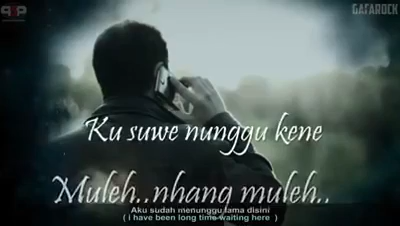 GAFAROCK
Ku suwe nunggu kene
Muleh..nhang muleh..
Aku sudah menunggu lama disini
( i have been long time waiting here )